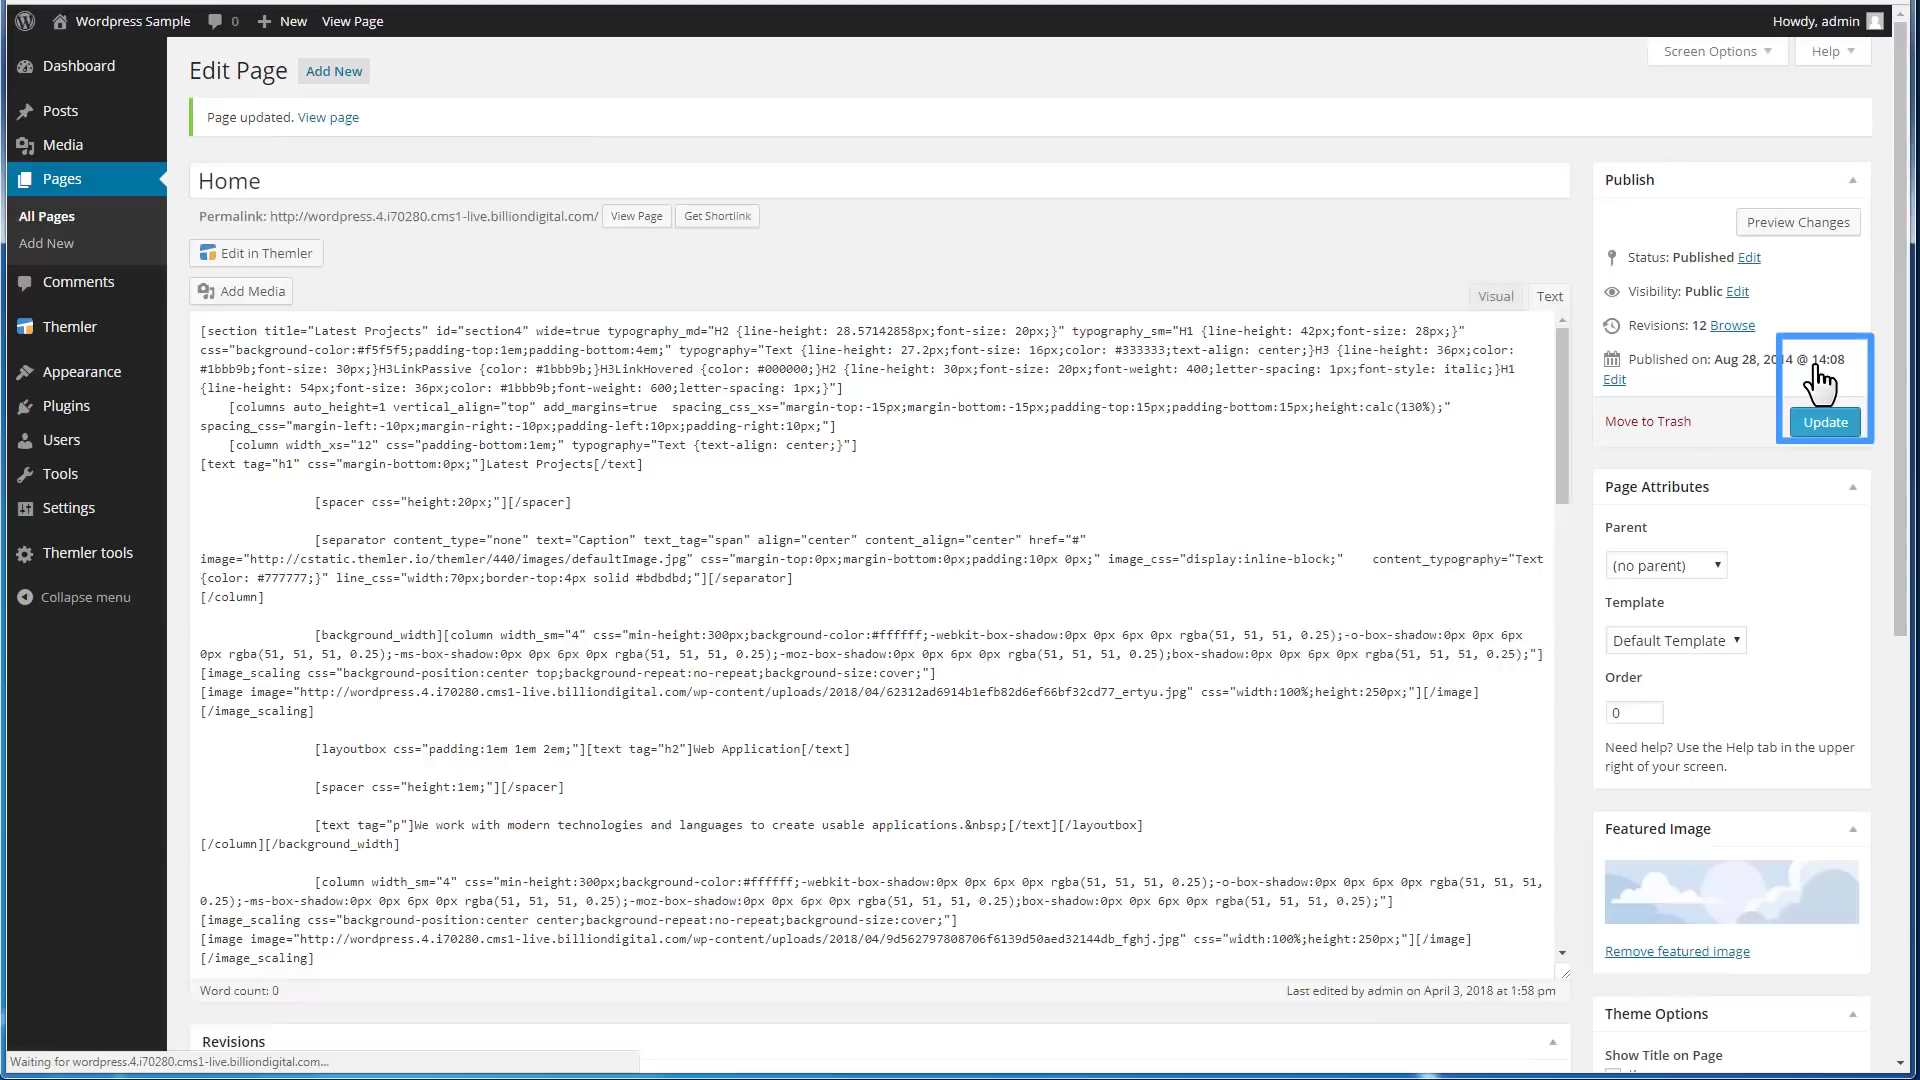 Wordpress Sample 0 New View Page Howdy, admin
Screen Options Help
Dashboard
Posts
Media
Pages
All Pages
Add New
Comments
Themler
Appearance
Plugins
Users
Tools
Settings
Themler tools
Collapse menu
Edit Page Add New
Page updated. View page
Home
Permalink: http://wordpress.4.i70280.cms1-live.billiondigital.com/ View Page Get Shortlink
Edit in Themler
Add Media
Visual Text
[section title="Latest Projects" id="section4" wide=true typography_md="H2 {line-height: 28.57142858px;font-size: 20px;}" typography_sm="H1 {line-height: 42px;font-size: 28px;}"
css="background-color:#f5f5f5;padding-top:1em;padding-bottom:4em;" typography="Text {line-height: 27.2px;font-size: 16px;color: #333333;text-align: center;}H3 {line-height: 36px;color:
#1bbb9b;font-size: 30px;}H3LinkPassive {color: #1bbb9b;}H3LinkHovered {color: #000000;}H2 {line-height: 30px;font-size: 20px;font-weight: 400;letter-spacing: 1px;font-style: italic;}H1
{line-height: 54px;font-size: 36px;color: #1bbb9b;font-weight: 600;letter-spacing: 1px;}"]
[columns auto_height=1 vertical_align="top" add_margins=true spacing_css_xs="margin-top:-15px;margin-bottom:-15px;padding-top:15px;padding-bottom:15px;height:calc(130%);"
spacing_css="margin-left:-10px;margin-right:-10px;padding-left:10px;padding-right:10px;"]
[column width_xs="12" css="padding-bottom:1em;" typography="Text {text-align: center;}"]
[text tag="h1" css="margin-bottom:0px;"]Latest Projects[/text]
[spacer css="height:20px;"][/spacer]
[separator content_type="none" text="Caption" text_tag="span" align="center" content_align="center" href="#"
image="http://cstatic.themler.io/themler/440/images/defaultImage.jpg" css="margin-top:0px;margin-bottom:0px;padding:10px 0px;" image_css="display:inline-block;" content_typography="Text
{color: #777777;}" line_css="width:70px;border-top:4px solid #bdbdbd;"][/separator]
[/column]
[background_width][column width_sm="4" css="min-height:300px;background-color:#ffffff;-webkit-box-shadow:0px 0px 6px 0px rgba(51, 51, 51, 0.25);-o-box-shadow:0px 0px 6px
0px rgba(51, 51, 51, 0.25);-ms-box-shadow:0px 0px 6px 0px rgba(51, 51, 51, 0.25);-moz-box-shadow:0px 0px 6px 0px rgba(51, 51, 51, 0.25);box-shadow:0px 0px 6px 0px rgba(51, 51, 51, 0.25);"]
[image_scaling css="background-position:center top;background-repeat:no-repeat;background-size:cover;"]
[image image="http://wordpress.4.i70280.cms1-live.billiondigital.com/wp-content/uploads/2018/04/62312ad6914b1efb82d6ef66bf32cd77_ertyu.jpg" css="width:100%;height:250px;"][/image]
[/image_scaling]
[layoutbox css="padding:1em 1em 2em;"][text tag="h2"]Web Application[/text]
[spacer css="height:1em;"][/spacer]
[text tag="p"]We work with modern technologies and languages to create usable applications.&nbsp;[/text][/layoutbox]
[/column][/background_width]
[column width_sm="4" css="min-height:300px;background-color:#ffffff;-webkit-box-shadow:0px 0px 6px 0px rgba(51, 51, 51, 0.25);-o-box-shadow:0px 0px 6px 0px rgba(51, 51, 51,
0.25);-ms-box-shadow:0px 0px 6px 0px rgba(51, 51, 51, 0.25);-moz-box-shadow:0px 0px 6px 0px rgba(51, 51, 51, 0.25);box-shadow:0px 0px 6px 0px rgba(51, 51, 51, 0.25);"]
[image_scaling css="background-position:center center;background-repeat:no-repeat;background-size:cover;"]
[image image="http://wordpress.4.i70280.cms1-live.billiondigital.com/wp-content/uploads/2018/04/9d562797808706f6139d50aed32144db_fghj.jpg" css="width:100%;height:250px;"][/image]
[/image_scaling]
Word count: 0 Last edited by admin on April 3, 2018 at 1:58 pm
Revisions
Publish
Preview Changes
Status: Published Edit
Visibility: Public Edit
Revisions: 12 Browse
Published on: Aug 28, 2014 @ 14:08
Edit
Move to Trash Update
Page Attributes
Parent
(no parent)
Template
Default Template
Order
0
Need help? Use the Help tab in the upper
right of your screen.
Featured Image
Remove featured image
Theme Options
Show Title on Page
Waiting for wordpress.4.i70280.cms1-live.billiondigital.com...